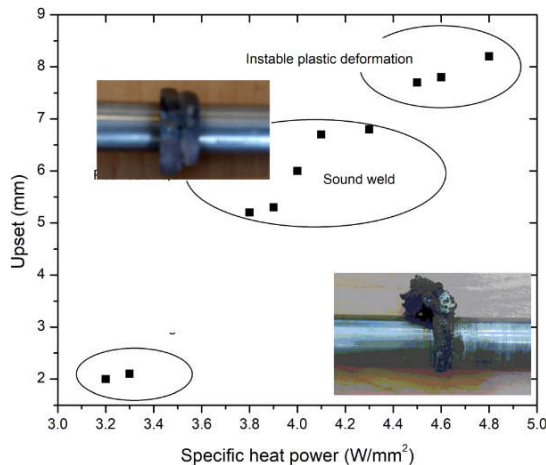 9
8
7
6
5
4
3
2
Upset (mm)
Instable plastic deformation
Sound weld
3.0 3.2 3.4 3.6 3.8 4.0 4.2 4.4 4.6 4.8 5.0
Specific heat power (W/mm²)